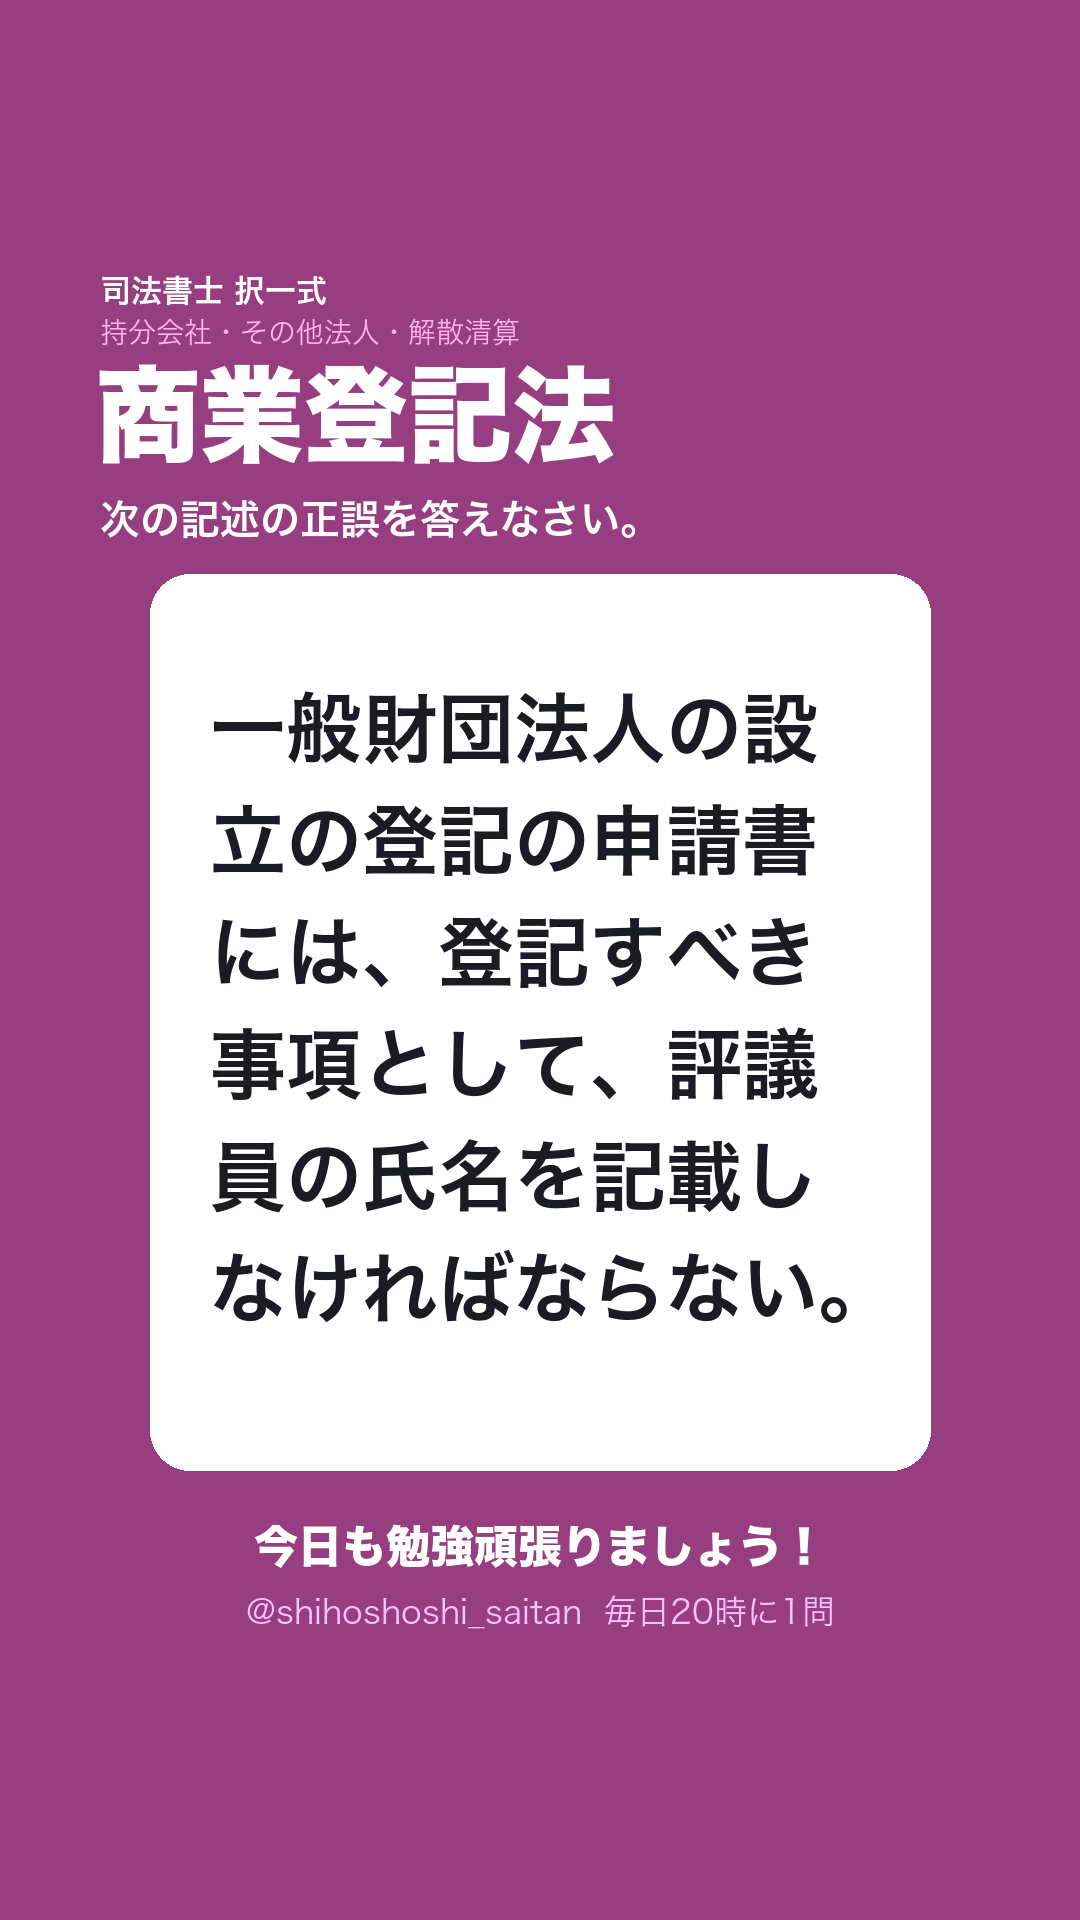 司法書士 択一式
持分会社・その他法人・解散清算
商業登記法
次の記述の正誤を答えなさい。
一般財団法人の設
立の登記の申請書
には、登記すべき
事項として、評議
員の氏名を記載し
なければならない。
今日も勉強頑張りましょう！
@shihoshoshi_saitan 毎日20時に1問